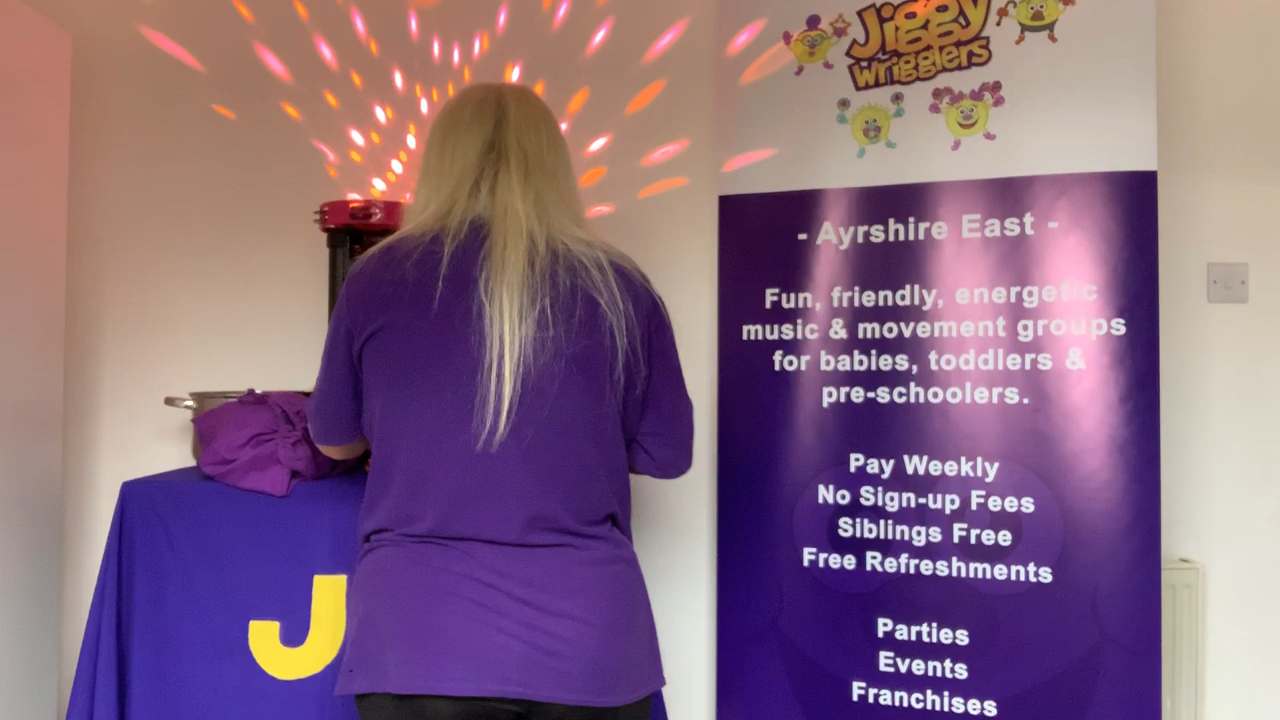 Jiggy
wrigglers
- Ayrshire East -
Fun, friendly, energetic
music & movement groups
for babies, toddlers &
pre-schoolers.
Pay Weekly
No Sign-up Fees
Siblings Free
Free Refreshments
Parties
Events
Franchises
J